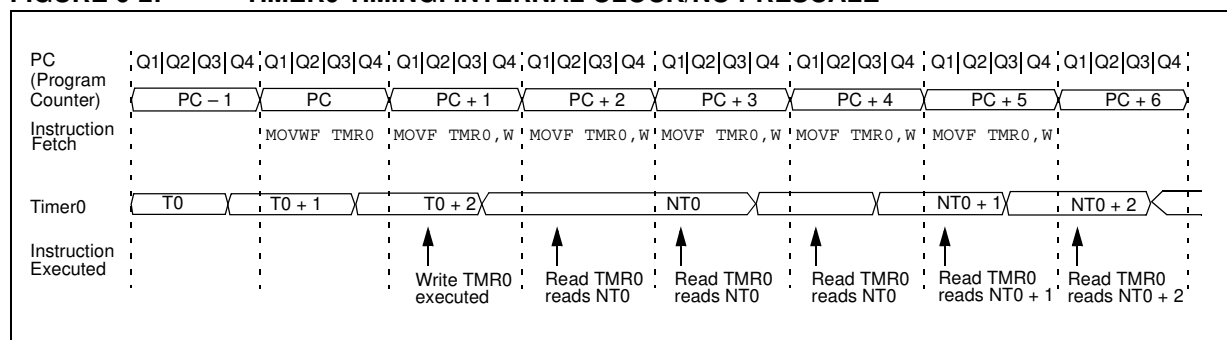 TIMER0 TIMING: INTERNAL CLOCK/NO PRESCALE
PC
(Program
Counter)
Q1|Q2|Q3|Q4 Q1|Q2|Q3|Q4 Q1|Q2|Q3|Q4 Q1|Q2|Q3|Q4 Q1|Q2|Q3|Q4 Q1|Q2|Q3|Q4 Q1|Q2|Q3|Q4 Q1|Q2|Q3|Q4
PC – 1 PC PC + 1 PC + 2 PC + 3 PC + 4 PC + 5 PC + 6
Instruction
Fetch
MOVWF TMR0 MOVF TMR0,W MOVF TMR0,W MOVF TMR0,W MOVF TMR0,W MOVF TMR0,W
Timer0
T0 T0 + 1 T0 + 2 NT0 NT0 + 1 NT0 + 2
Instruction
Executed
Write TMR0
executed
Read TMR0
reads NT0
Read TMR0
reads NT0
Read TMR0
reads NT0
Read TMR0
reads NT0 + 1
Read TMR0
reads NT0 + 2